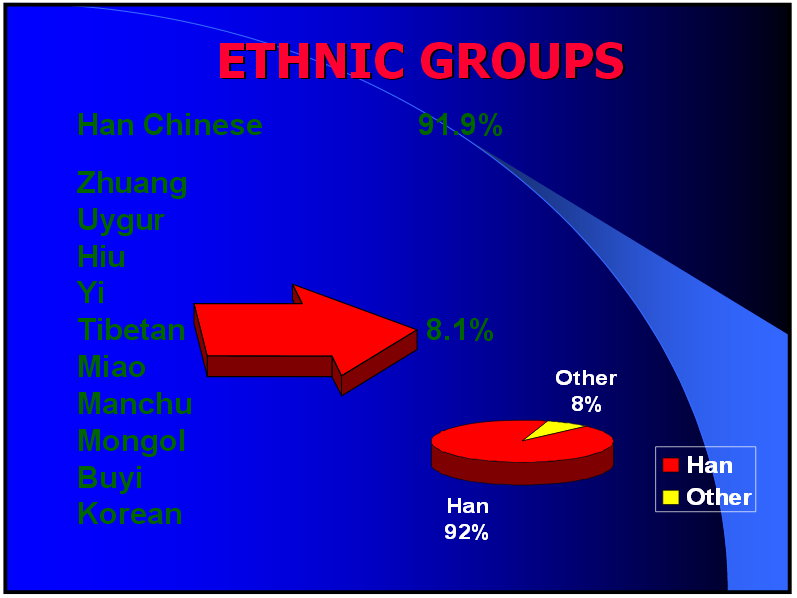 ETHNIC GROUPS
Han Chinese 91.9%
Zhuang
Uygur
Hiu
Yi
Tibetan 8.1%
Miao
Manchu
Mongol
Buyi
Korean
Other
8%
Han
92%
Han
Other